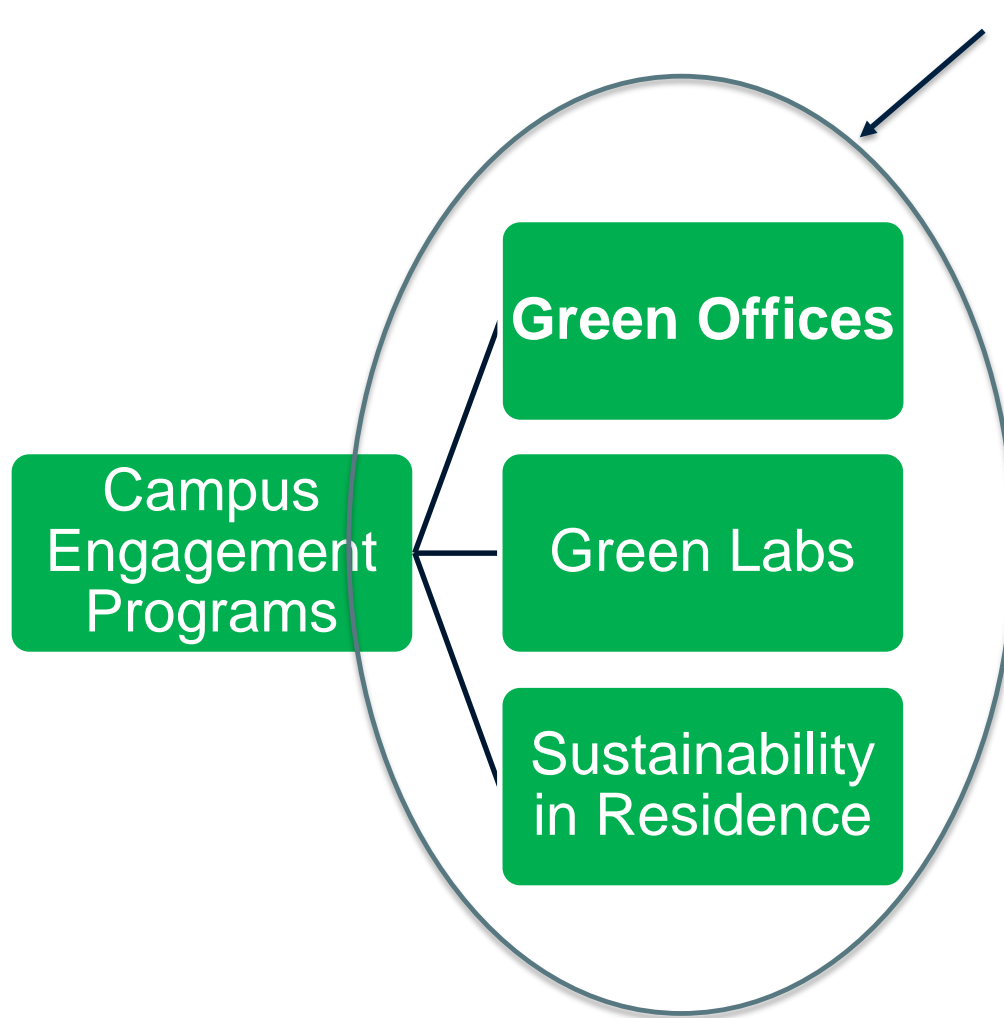 Green Offices
Campus
Engagement
Programs
Green Labs
Sustainability
in Residence